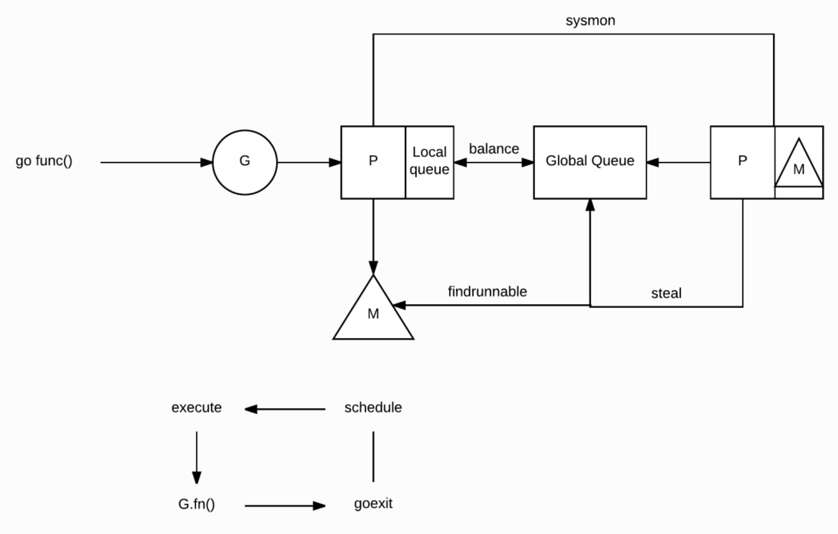 sysmon
go func()
G
P
Local
queue
balance
Global Queue
P
M
findrunnable
steal
M
execute
schedule
G.fn()
goexit